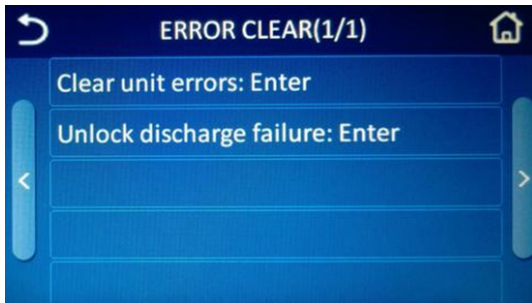 ERROR CLEAR(1/1)
Clear unit errors: Enter
Unlock discharge failure: Enter